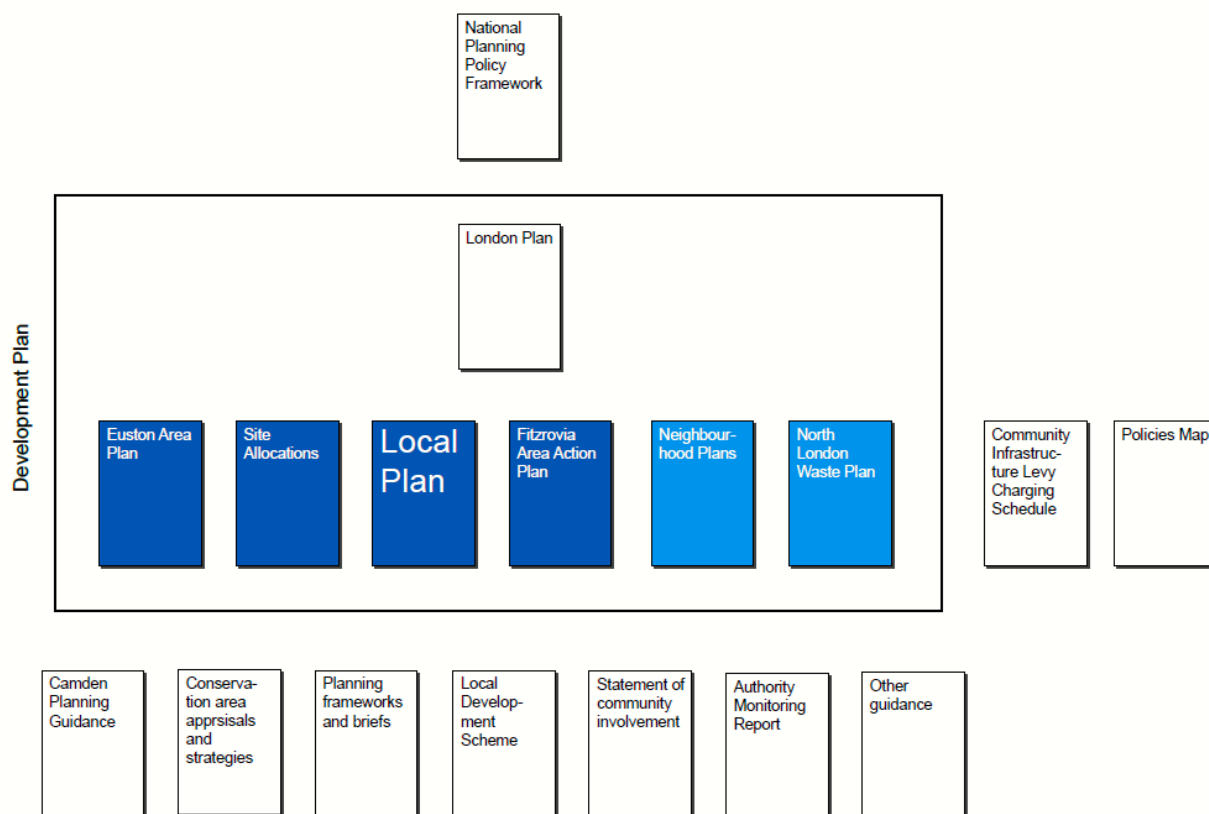 National
Planning
Policy
Framework
London Plan
Development Plan
Euston Area
Plan
Site
Allocations
Local
Plan
Fitzrovia
Area Action
Plan
Neighbour-
hood Plans
North
London
Waste Plan
Community
Infrastruc-
ture Levy
Charging
Schedule
Policies Map
Camden
Planning
Guidance
Conserva-
tion area
apprsisals
and
strategies
Planning
frameworks
and briefs
Local
Develop-
ment
Scheme
Statement of
community
involvement
Authority
Monitoring
Report
Other
guidance